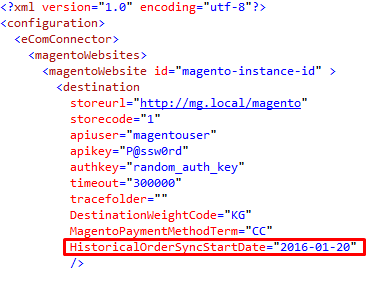 <?xml version="1.0" encoding="utf-8"?>
<configuration>
<eComConnector>
<magentoWebsites>
<magentoWebsite id="magento-instance-id" >
<destination
storeurl="http://mg.local/magento"
storecode="1"
apiuser="magentouser"
apikey="P@ssw0rd"
authkey="random_auth_key"
timeout="300000"
tracefolder=""
DestinationWeightCode="KG"
MagentoPaymentMethodTerm="CC"
HistoricalOrderSyncStartDate="2016-01-20"
/>